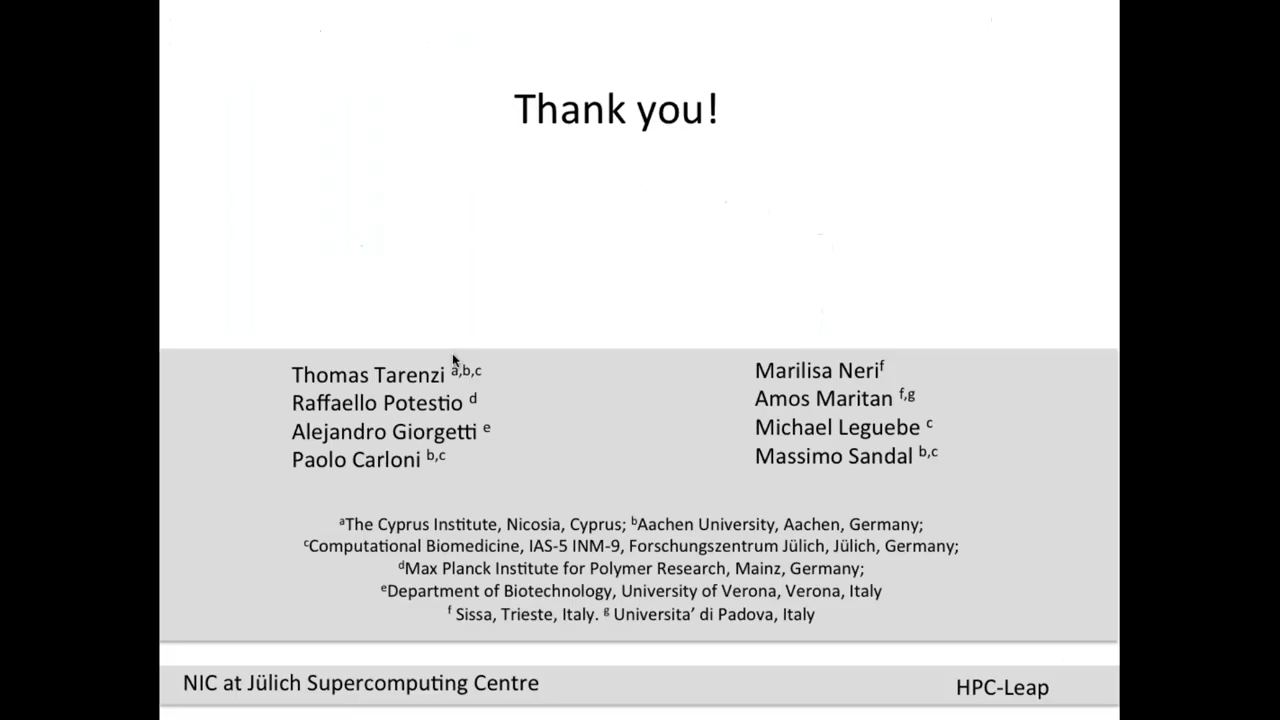 Thank you!
Thomas Tarenzi a,b,c
Raffaello Potestio d
Alejandro Giorgetti e
Paolo Carloni b,c
Marilisa Nerif
Amos Maritan f,g
Michael Leguebe c
Massimo Sandal b,c
aThe Cyprus Institute, Nicosia, Cyprus; bAachen University, Aachen, Germany;
cComputational Biomedicine, IAS-5 INM-9, Forschungszentrum Jülich, Jülich, Germany;
dMax Planck Institute for Polymer Research, Mainz, Germany;
eDepartment of Biotechnology, University of Verona, Verona, Italy
f Sissa, Trieste, Italy. g Universita’ di Padova, Italy
NIC at Jülich Supercomputing Centre
HPC-Leap